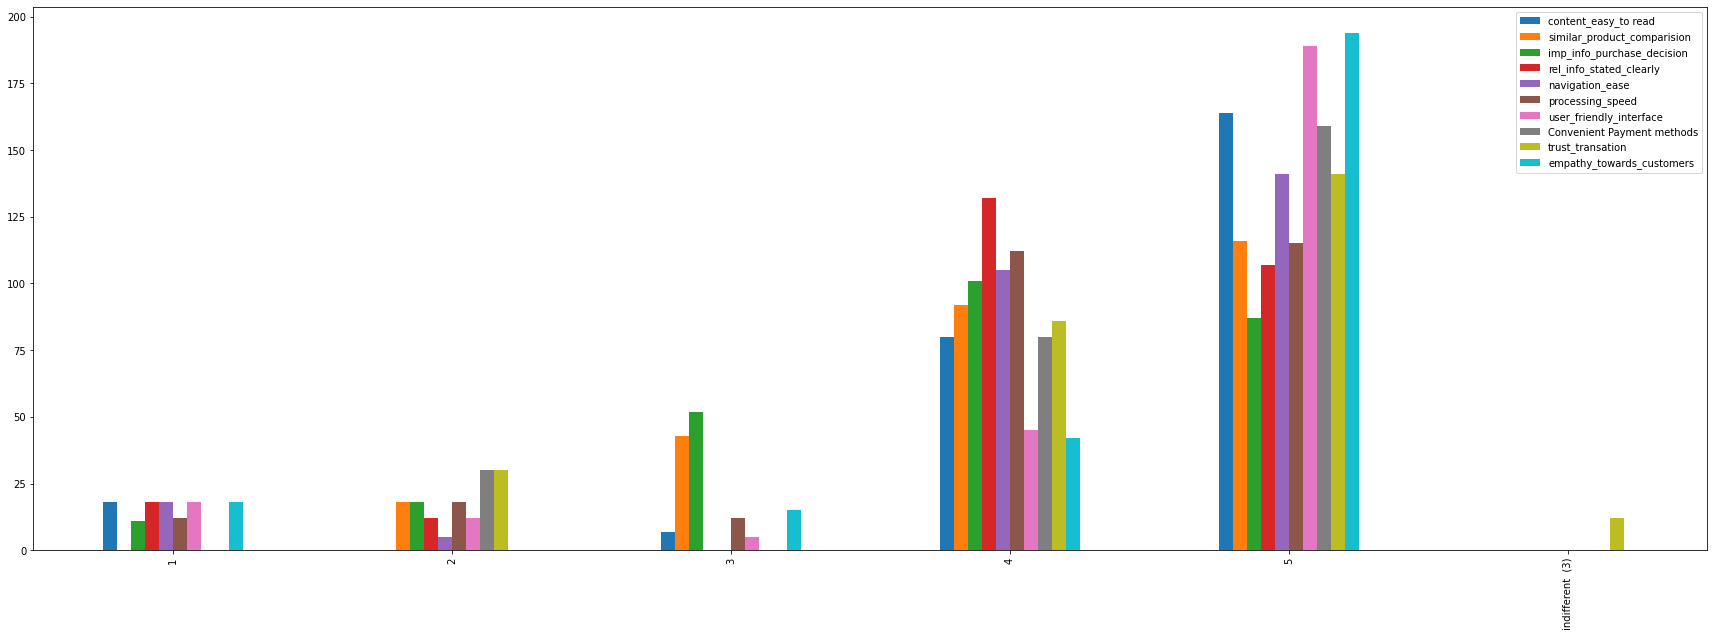 200
175
150
125
100
75
50
25
0
content_easy_to read
similar_product_comparision
imp_info_purchase_decision
rel_info_stated_clearly
navigation_ease
processing_speed
user_friendly_interface
Convenient Payment methods
trust_transation
empathy_towards_customers
1
2
3
4
5
indifferent  (3)